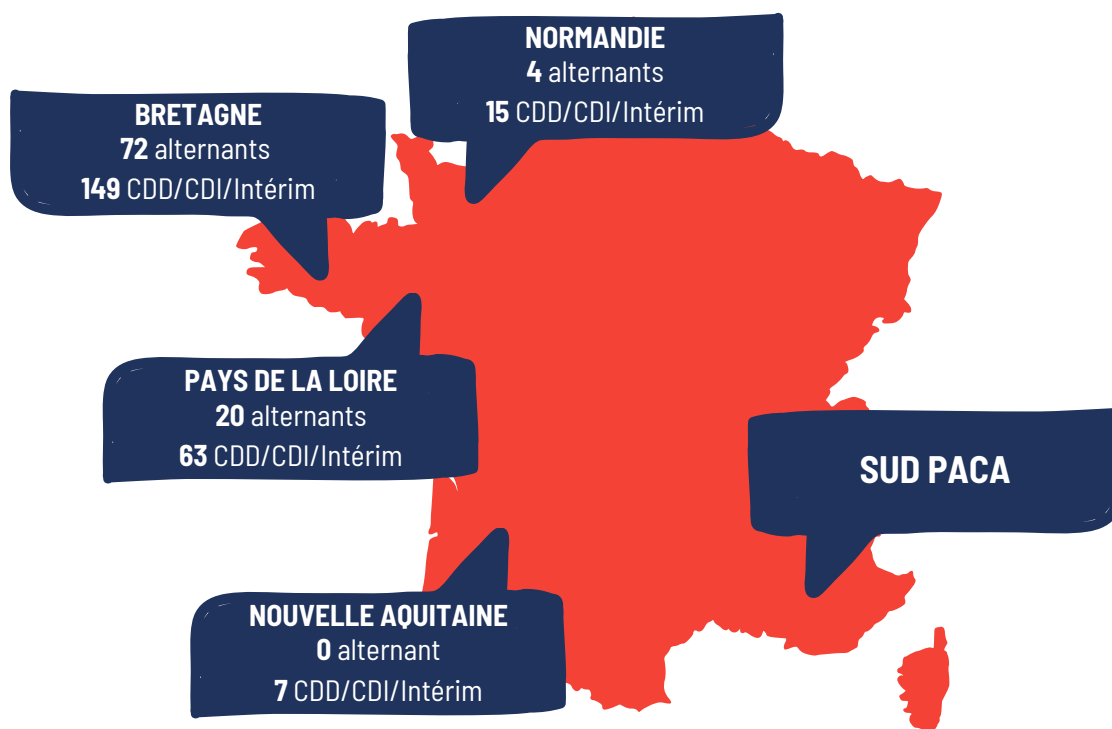 NORMANDIE
4 alternants
15 CDD/CDI/Intérim
BRETAGNE
72 alternants
149 CDD/CDI/Intérim
PAYS DE LA LOIRE
20 alternants
63 CDD/CDI/Intérim
SUD PACA
NOUVELLE AQUITAINE
0 alternant
7 CDD/CDI/Intérim